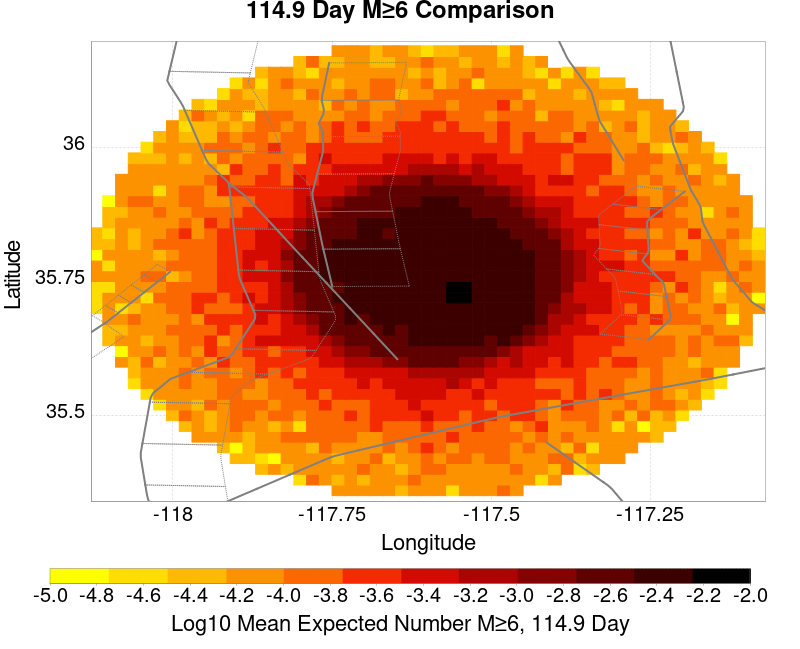 114.9 Day M≥6 Comparison
36
35.75
35.5
Latitude
-118 -117.75 -117.5 -117.25
Longitude
-5.0 -4.8 -4.6 -4.4 -4.2 -4.0 -3.8 -3.6 -3.4 -3.2 -3.0 -2.8 -2.6 -2.4 -2.2 -2.0
Log10 Mean Expected Number M≥6, 114.9 Day